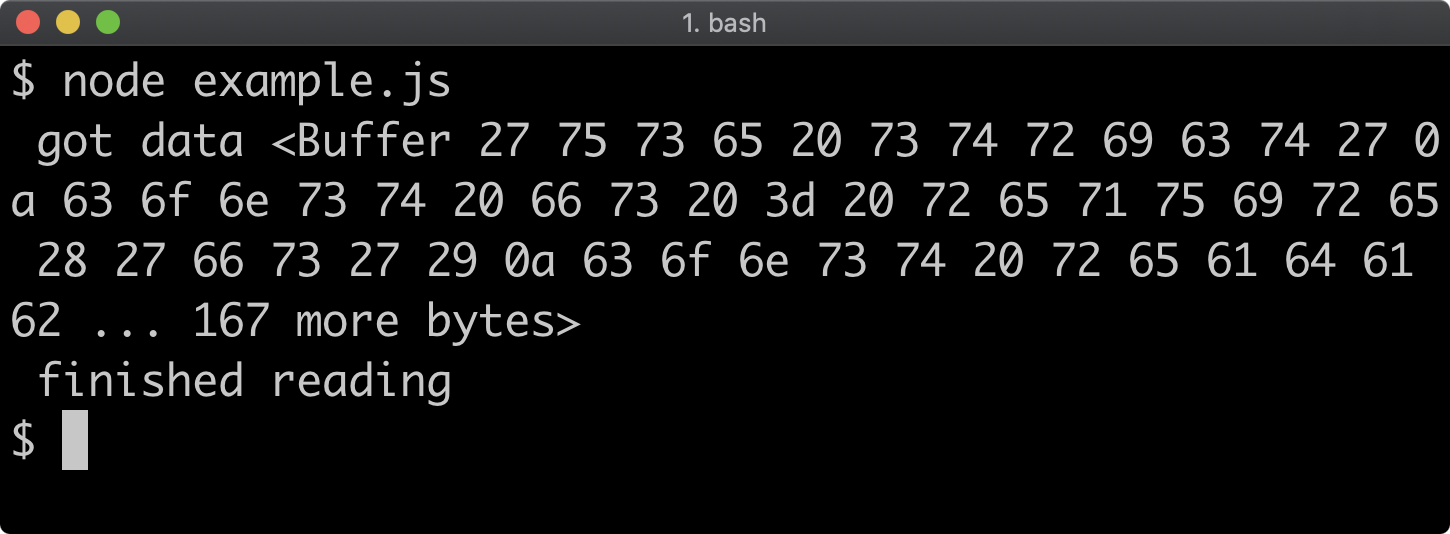 1. bash
$ node example.js
got data <Buffer 27 75 73 65 20 73 74 72 69 63 74 27 0
a 63 6f 6e 73 74 20 66 73 20 3d 20 72 65 71 75 69 72 65
28 27 66 73 27 29 0a 63 6f 6e 73 74 20 72 65 61 64 61
62 ... 167 more bytes>
finished reading
$